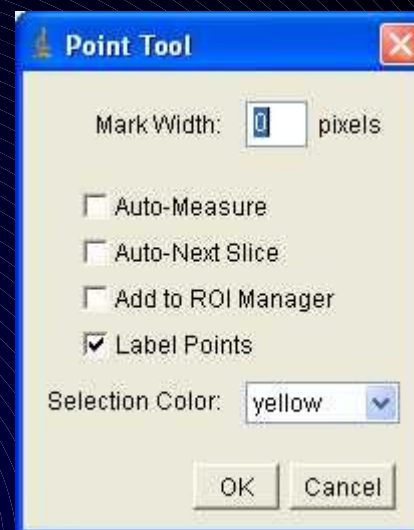 Point Tool
Mark Width: 0 pixels
Auto-Measure
Auto-Next Slice
Add to ROI Manager
Label Points
Selection Color: yellow
OK Cancel